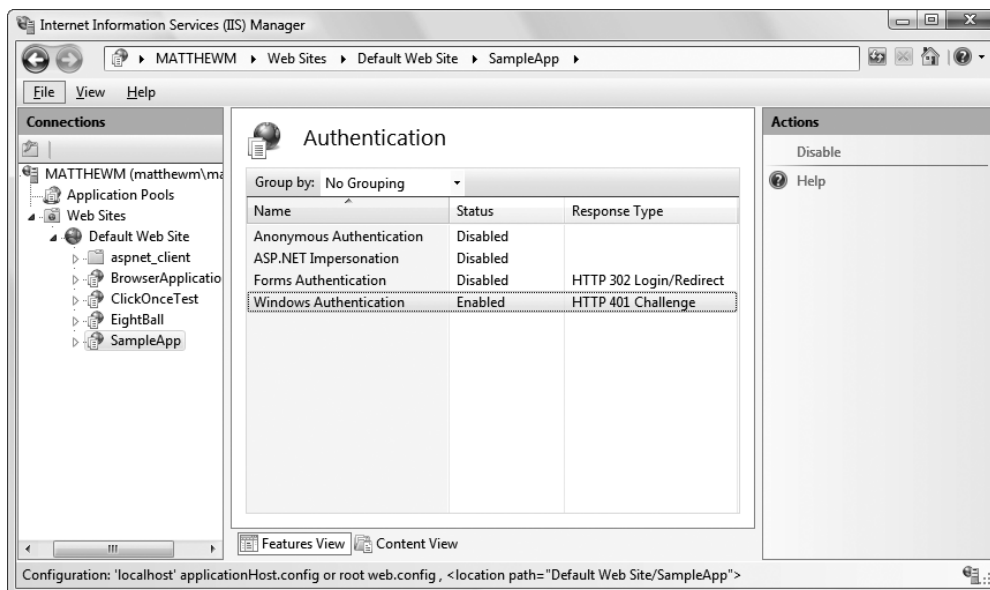 Internet Information Services (IIS) Manager
MATTHEWM Web Sites Default Web Site SampleApp
File View Help
Connections
MATTHEWM (matthewm\ma
Application Pools
Web Sites
Default Web Site
aspnet_client
BrowserApplicatio
ClickOnceTest
EightBall
SampleApp
Authentication
Group by: No Grouping
Name Status Response Type
Anonymous Authentication Disabled
ASP.NET Impersonation Disabled
Forms Authentication Disabled HTTP 302 Login/Redirect
Windows Authentication Enabled HTTP 401 Challenge
Features View Content View
Actions
Disable
Help
Configuration: 'localhost' applicationHost.config or root web.config , <location path="Default Web Site/SampleApp">